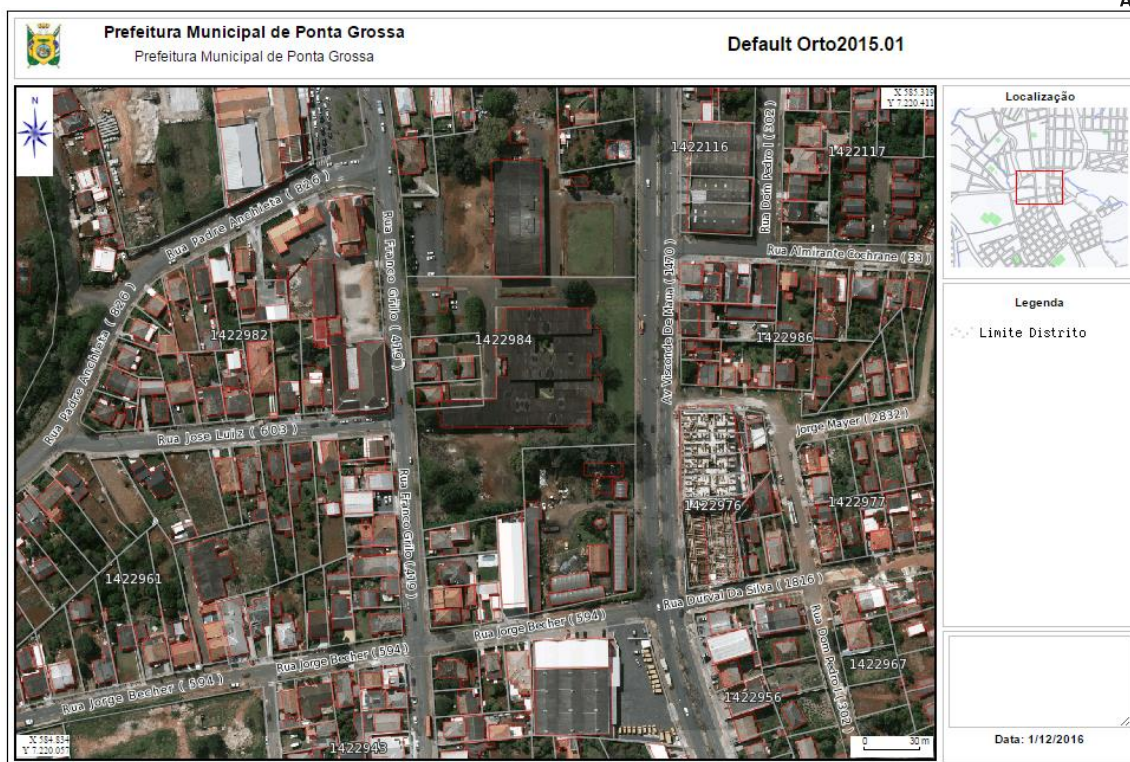 A
Prefeitura Municipal de Ponta Grossa
Prefeitura Municipal de Ponta Grossa
Default Orto2015.01
N
X 585.319
Y 7.220.411
Localização
1422116
Rua Dom Pedro I ( 302 )
1422117
Rua Padre Anchieta ( 826 )
Rua Franco Grilo ( 419 )
Av Visconde De Maua ( 1470 )
Rua Almirante Cochrane ( 33 )
Rua Padre Anchieta ( 826 )
1422982
1422984
1422986
Legenda
Limite Distrito
Rua Jose Luiz ( 603 )
Jorge Mayer ( 2832 )
Rua Franco Grilo ( 419 )
1422976
1422977
1422961
Rua Durval Da Silva ( 1816 )
Rua Jorge Becher ( 594 )
Rua Jorge Becher ( 594 )
Rua Dom Pedro I ( 302 )
1422967
Rua Jorge Becher ( 594 )
1422956
X 584.834
Y 7.220.057
1422943
0 30 m
Data: 1/12/2016